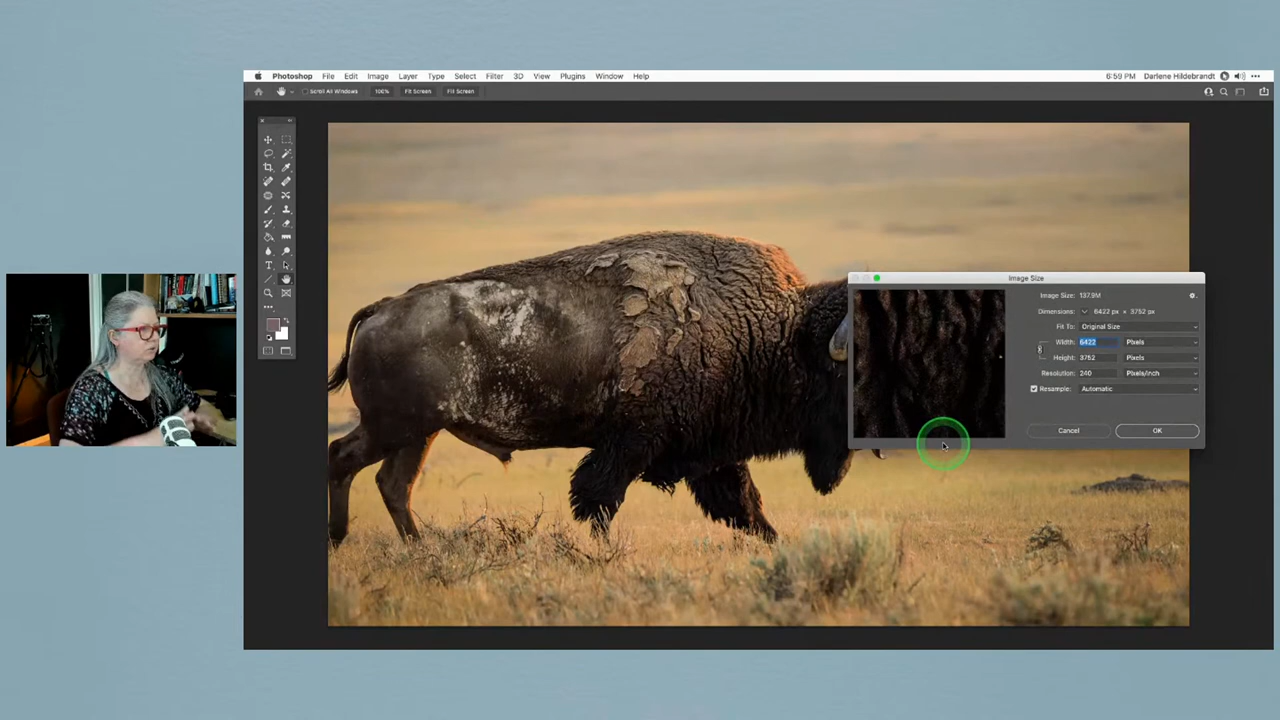 Photoshop File Edit Image Layer Type Select Filter 3D View Plugins Window Help 6:59 PM Darlene Hildebrandt
Scroll All Windows 100% Fit Screen Fill Screen
Image Size
Image Size: 137.9M
Dimensions: 6422 px × 3752 px
Fit To: Original Size
Width: 6422 Pixels
Height: 3752 Pixels
Resolution: 240 Pixels/Inch
Resample: Automatic
Cancel OK